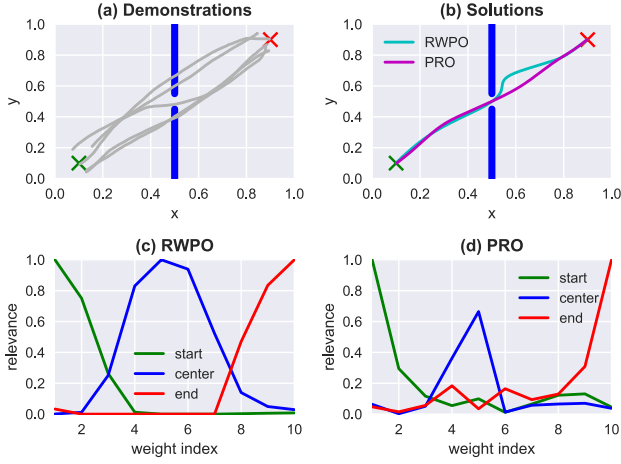 (a) Demonstrations
1.0
0.8
0.6
0.4
0.2
0.0
y
0.0 0.2 0.4 0.6 0.8 1.0
x
(b) Solutions
RWPO
PRO
1.0
0.8
0.6
0.4
0.2
0.0
y
0.0 0.2 0.4 0.6 0.8 1.0
x
(c) RWPO
1.0
0.8
0.6
0.4
0.2
0.0
relevance
start
center
end
2 4 6 8 10
weight index
(d) PRO
start
center
end
1.0
0.8
0.6
0.4
0.2
0.0
relevance
2 4 6 8 10
weight index